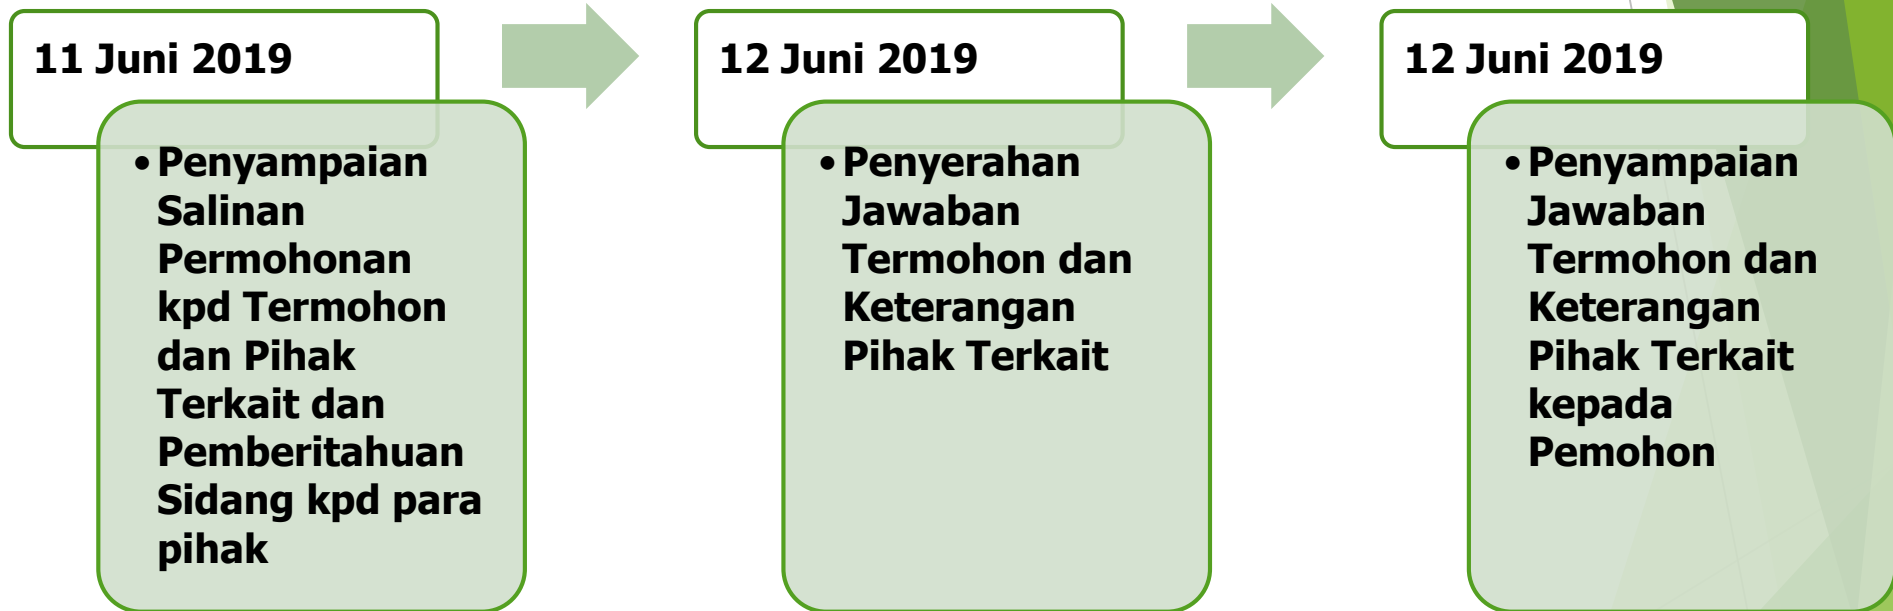 11 Juni 2019
• Penyampaian
Salinan
Permohonan
kpd Termohon
dan Pihak
Terkait dan
Pemberitahuan
Sidang kpd para
pihak
12 Juni 2019
• Penyerahan
Jawaban
Termohon dan
Keterangan
Pihak Terkait
12 Juni 2019
• Penyampaian
Jawaban
Termohon dan
Keterangan
Pihak Terkait
kepada
Pemohon